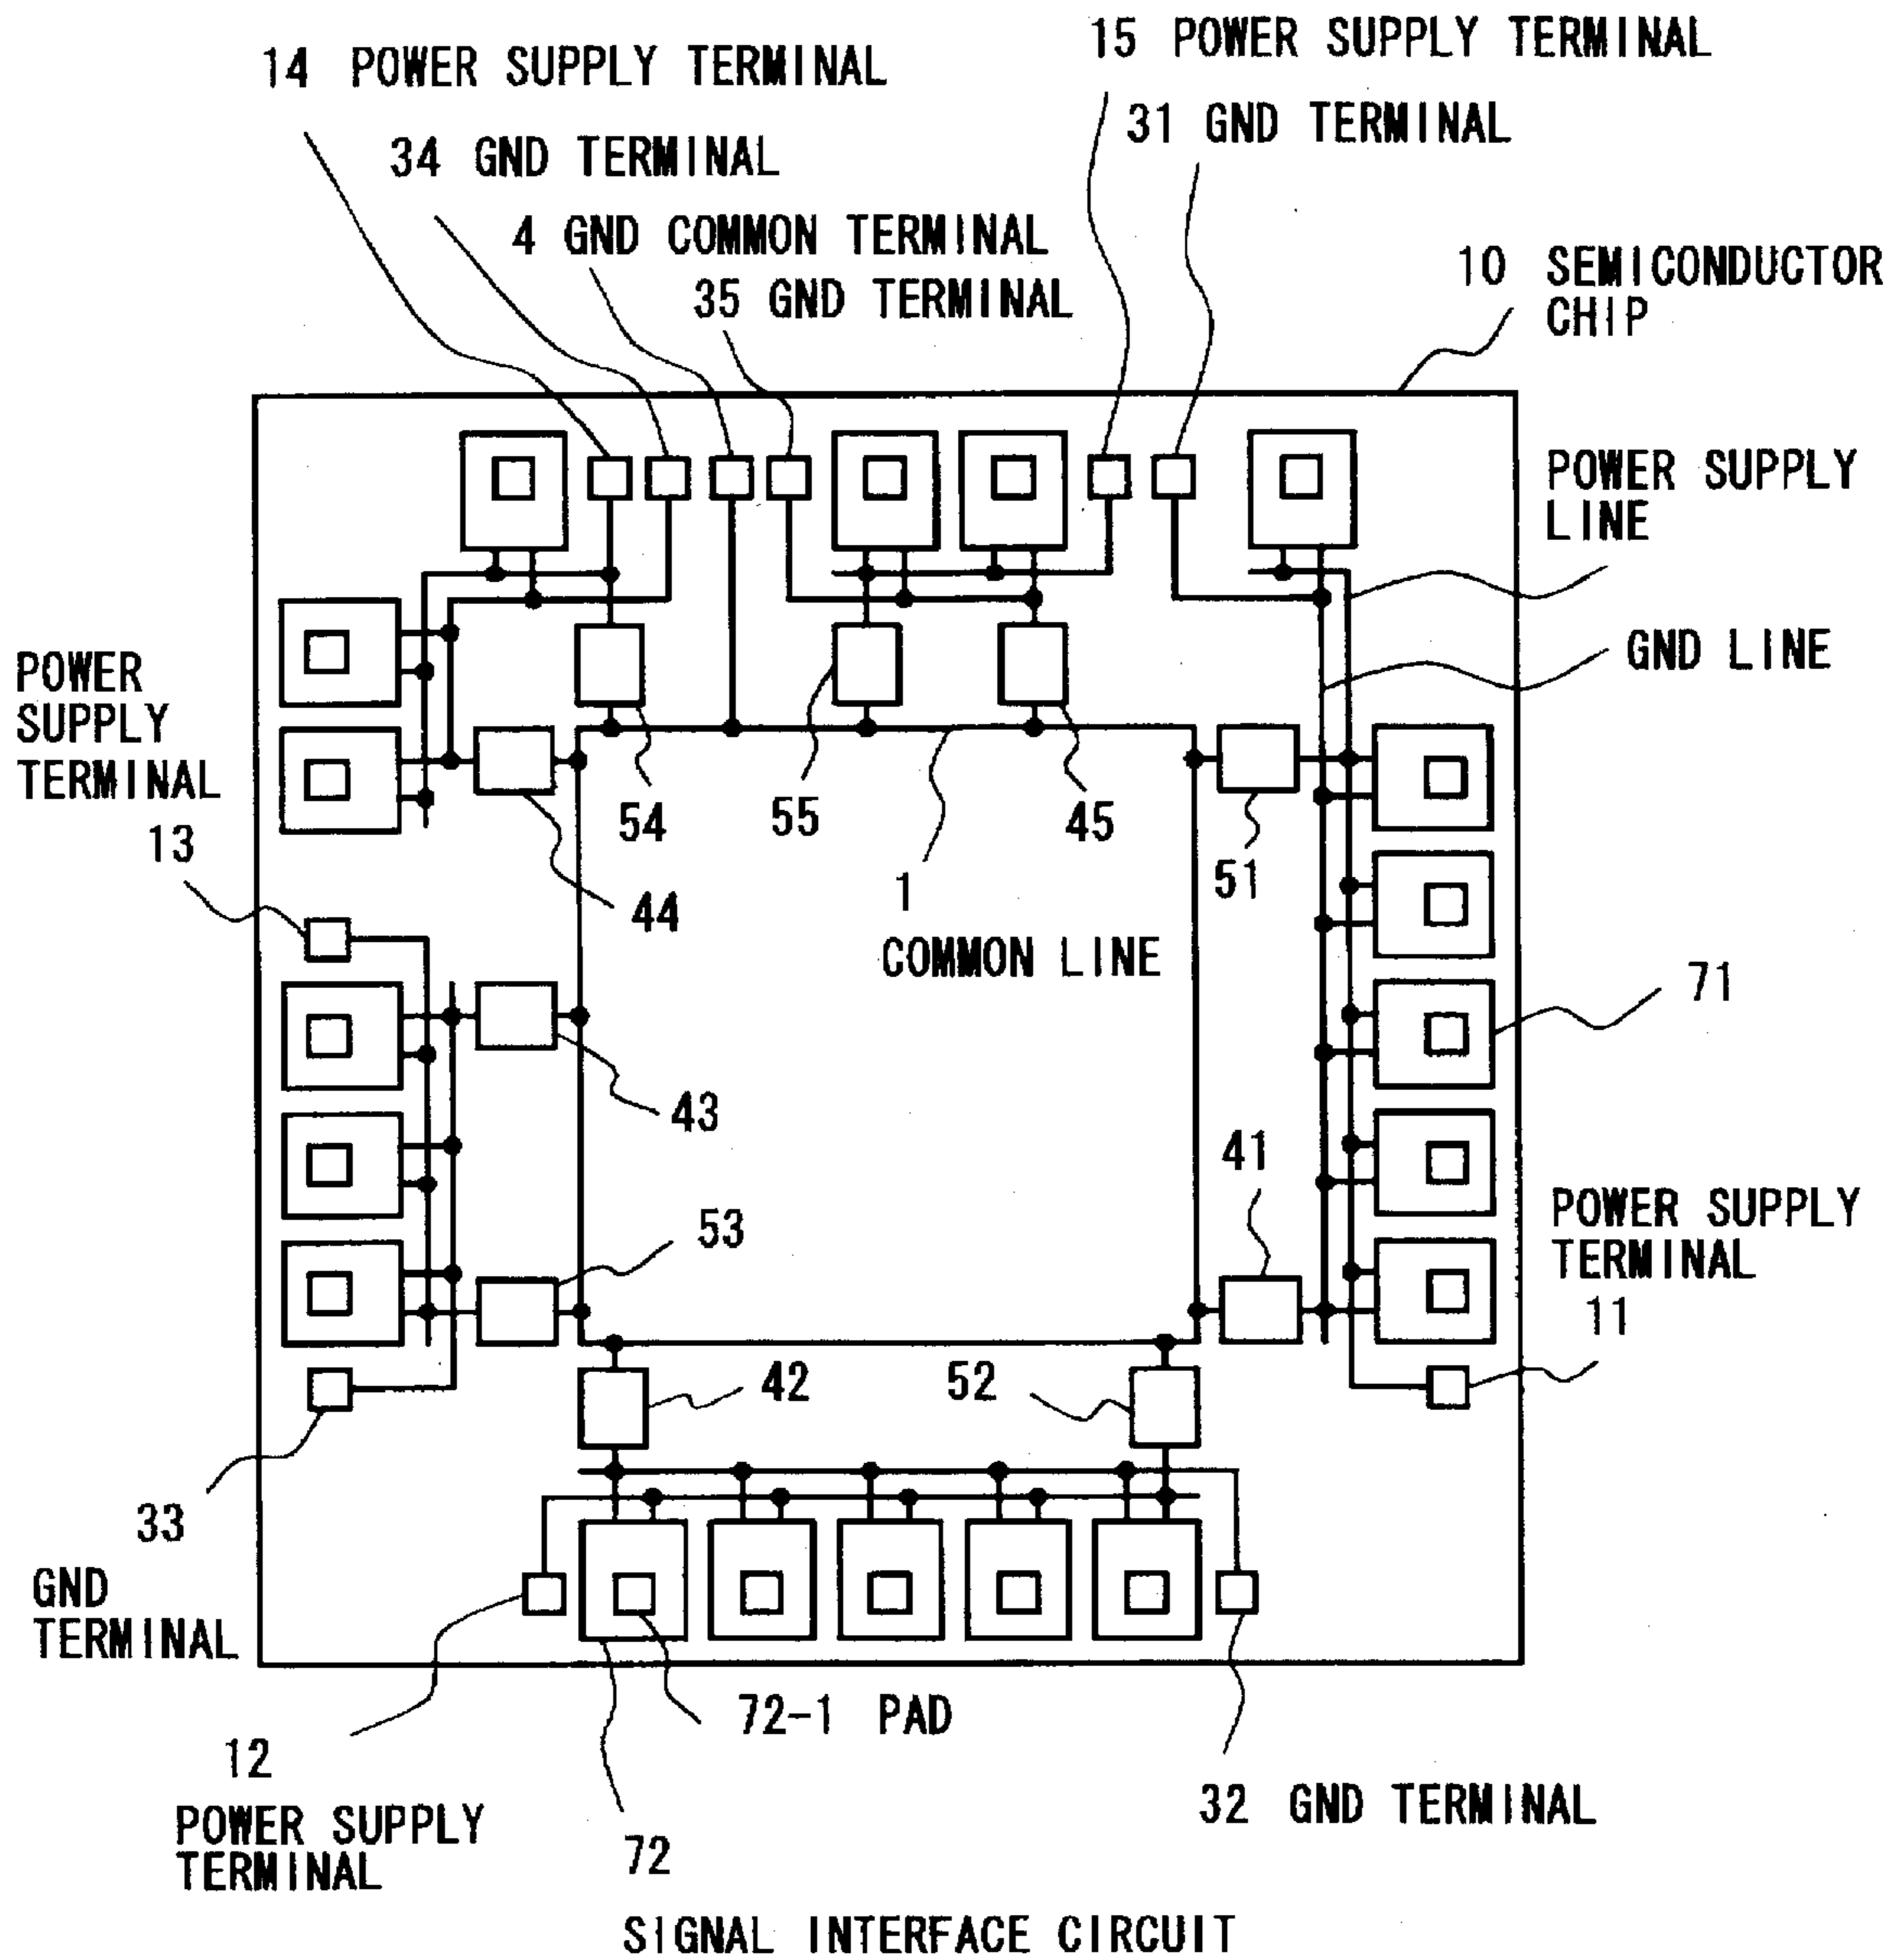 14 POWER SUPPLY TERMINAL
15 POWER SUPPLY TERMINAL
34 GND TERMINAL
31 GND TERMINAL
4 GND COMMON TERMINAL
35 GND TERMINAL
10 SEMICONDUCTOR
CHIP
POWER SUPPLY
LINE
GND LINE
POWER
SUPPLY
TERMINAL
13
54
55
45
51
44
1
COMMON LINE
71
43
41
53
POWER SUPPLY
TERMINAL
11
42
52
33
GND
TERMINAL
72-1 PAD
12
POWER SUPPLY
TERMINAL
32 GND TERMINAL
72
SIGNAL INTERFACE CIRCUIT